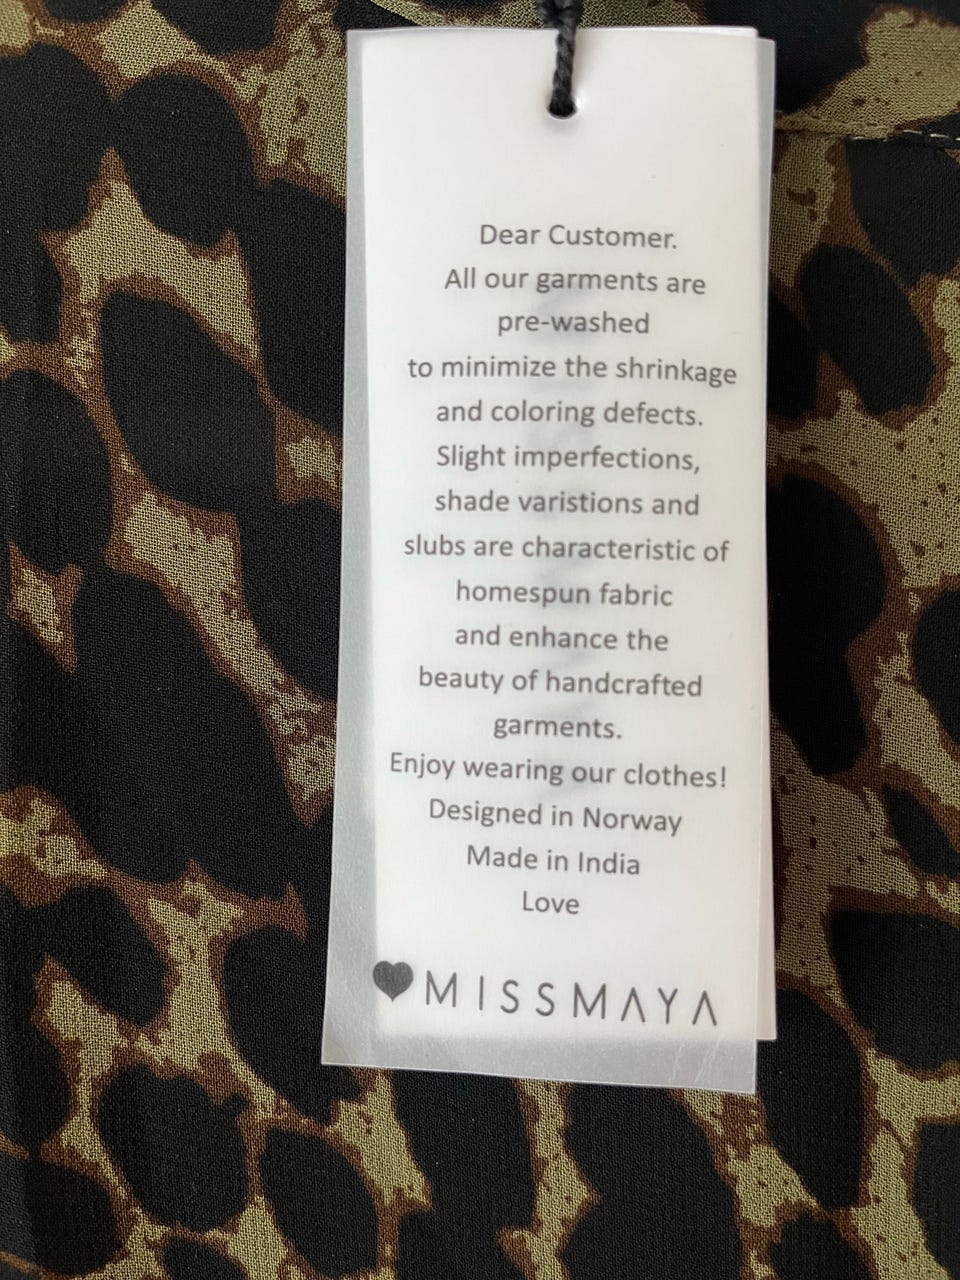 Dear Customer.
All our garments are
pre-washed
to minimize the shrinkage
and coloring defects.
Slight imperfections,
shade varistions and
slubs are characteristic of
homespun fabric
and enhance the
beauty of handcrafted
garments.
Enjoy wearing our clothes!
Designed in Norway
Made in India
Love
MISSMAYA